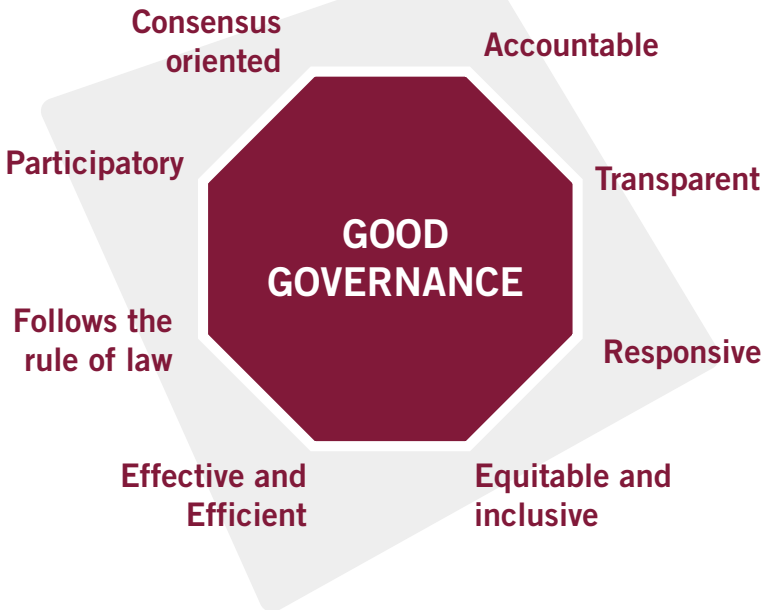 Consensus
oriented
Accountable
Participatory
Transparent
GOOD
GOVERNANCE
Follows the
rule of law
Responsive
Effective and
Efficient
Equitable and
inclusive